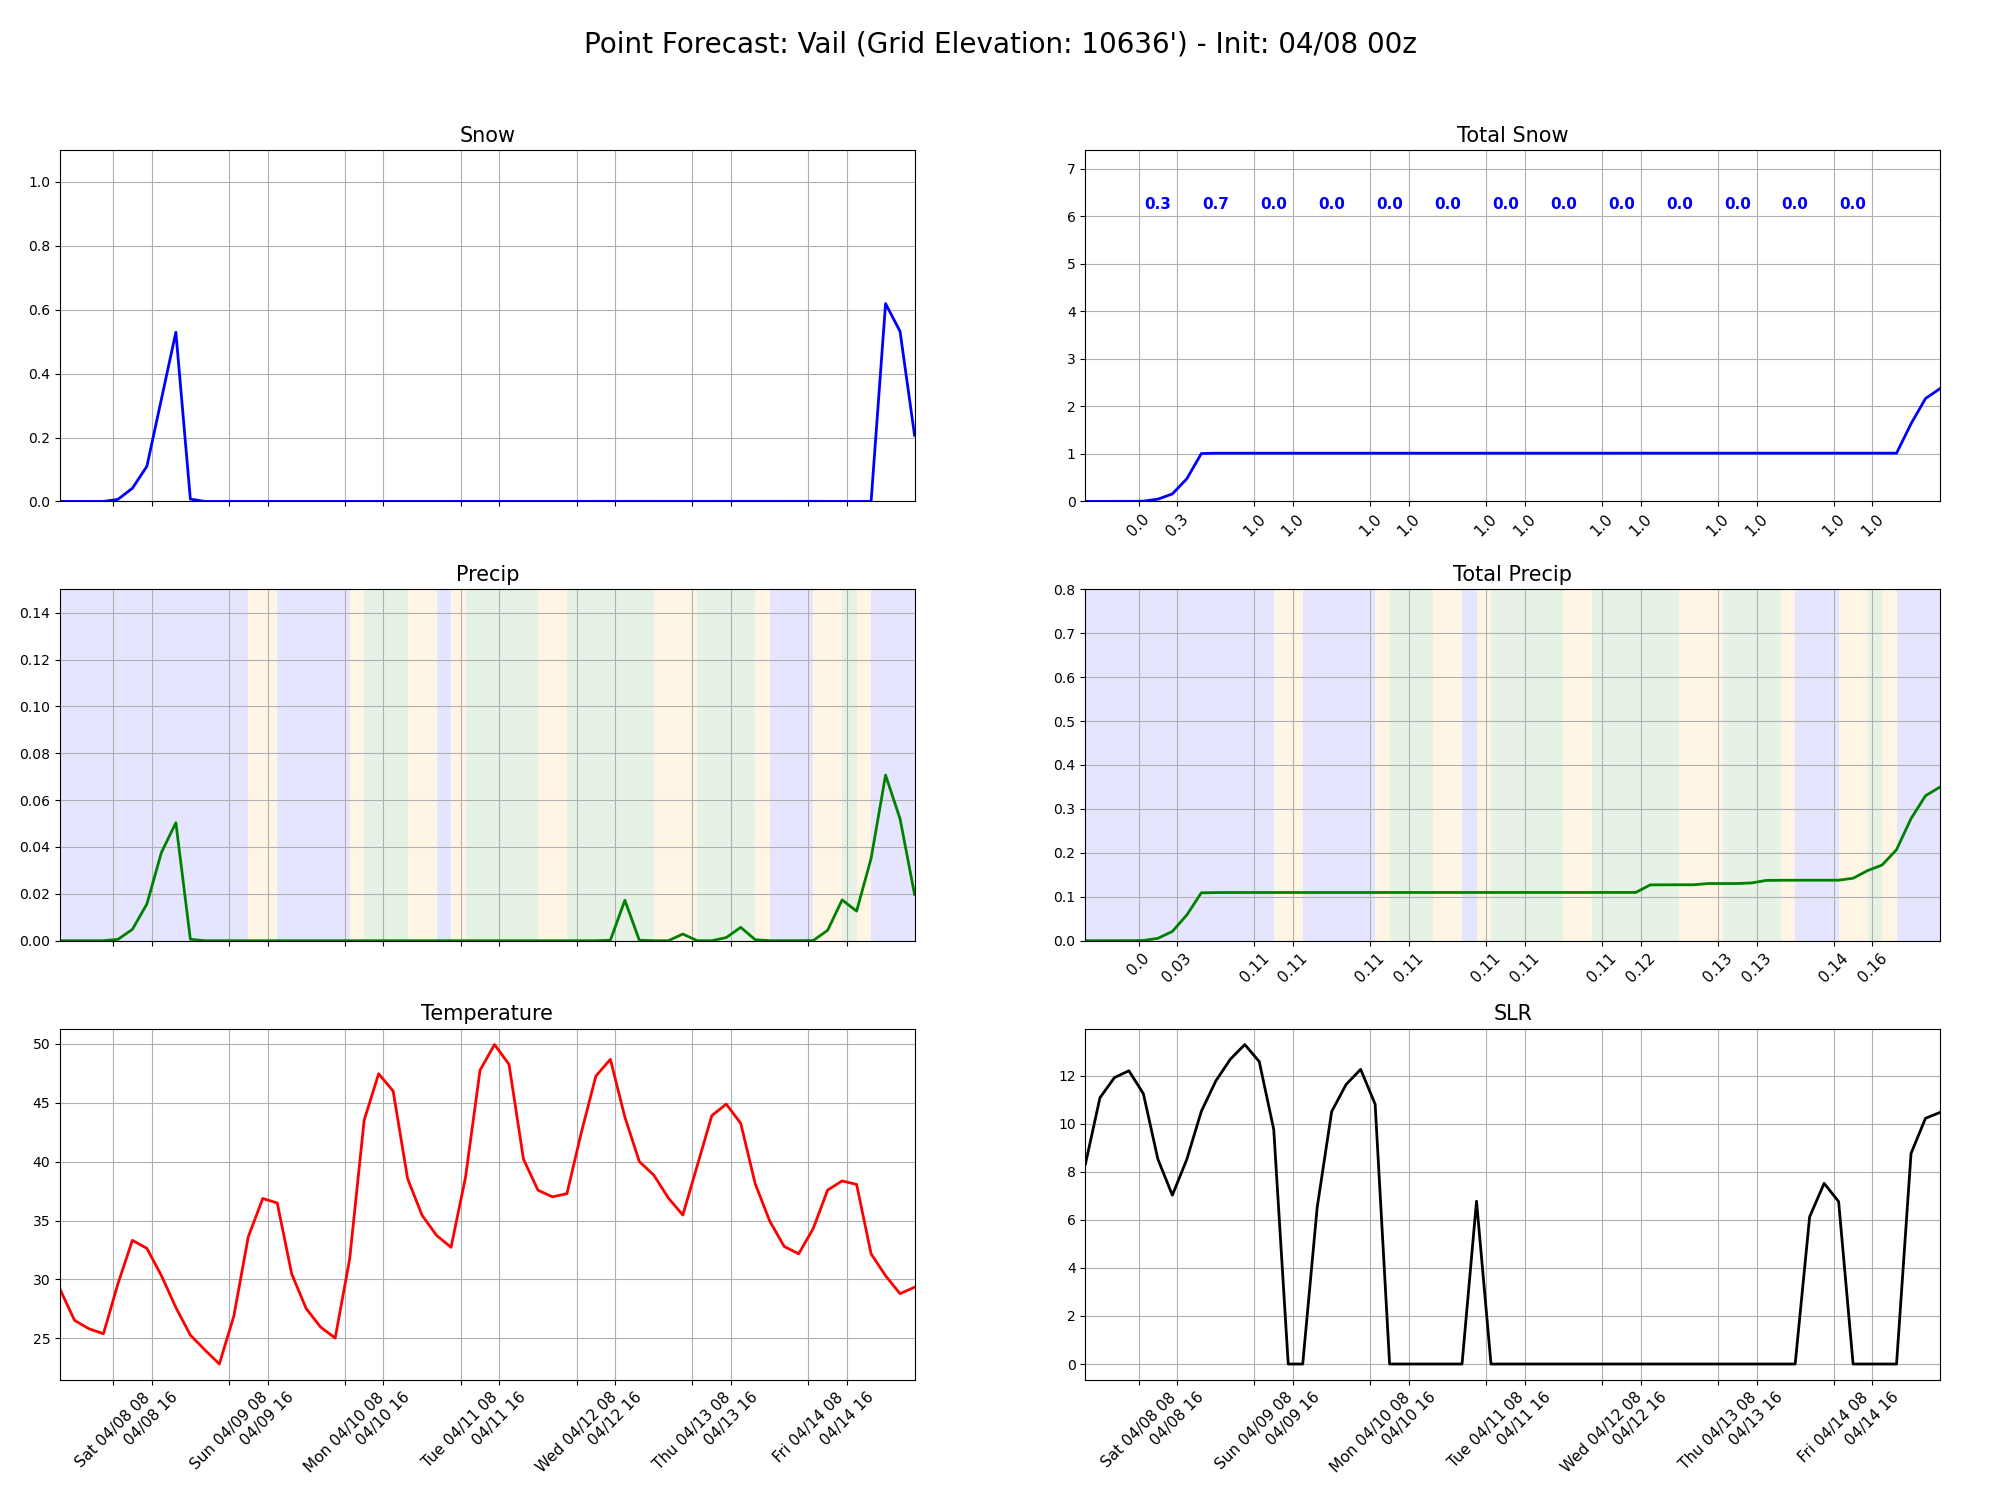 Point Forecast: Vail (Grid Elevation: 10636') - Init: 04/08 00z
Snow
1.0
0.8
0.6
0.4
0.2
0.0
Total Snow
7
6
5
4
3
2
1
0
0.3 0.7 0.0 0.0 0.0 0.0 0.0 0.0 0.0 0.0 0.0 0.0 0.0
0.0 0.3 1.0 1.0 1.0 1.0 1.0 1.0 1.0 1.0 1.0 1.0 1.0 1.0
Precip
0.14
0.12
0.10
0.08
0.06
0.04
0.02
0.00
Total Precip
0.8
0.7
0.6
0.5
0.4
0.3
0.2
0.1
0.0
0.0 0.03 0.11 0.11 0.11 0.11 0.11 0.11 0.11 0.12 0.13 0.13 0.14 0.16
Temperature
50
45
40
35
30
25
Sat 04/08 08
04/08 16
Sun 04/09 08
04/09 16
Mon 04/10 08
04/10 16
Tue 04/11 08
04/11 16
Wed 04/12 08
04/12 16
Thu 04/13 08
04/13 16
Fri 04/14 08
04/14 16
SLR
12
10
8
6
4
2
0
Sat 04/08 08
04/08 16
Sun 04/09 08
04/09 16
Mon 04/10 08
04/10 16
Tue 04/11 08
04/11 16
Wed 04/12 08
04/12 16
Thu 04/13 08
04/13 16
Fri 04/14 08
04/14 16